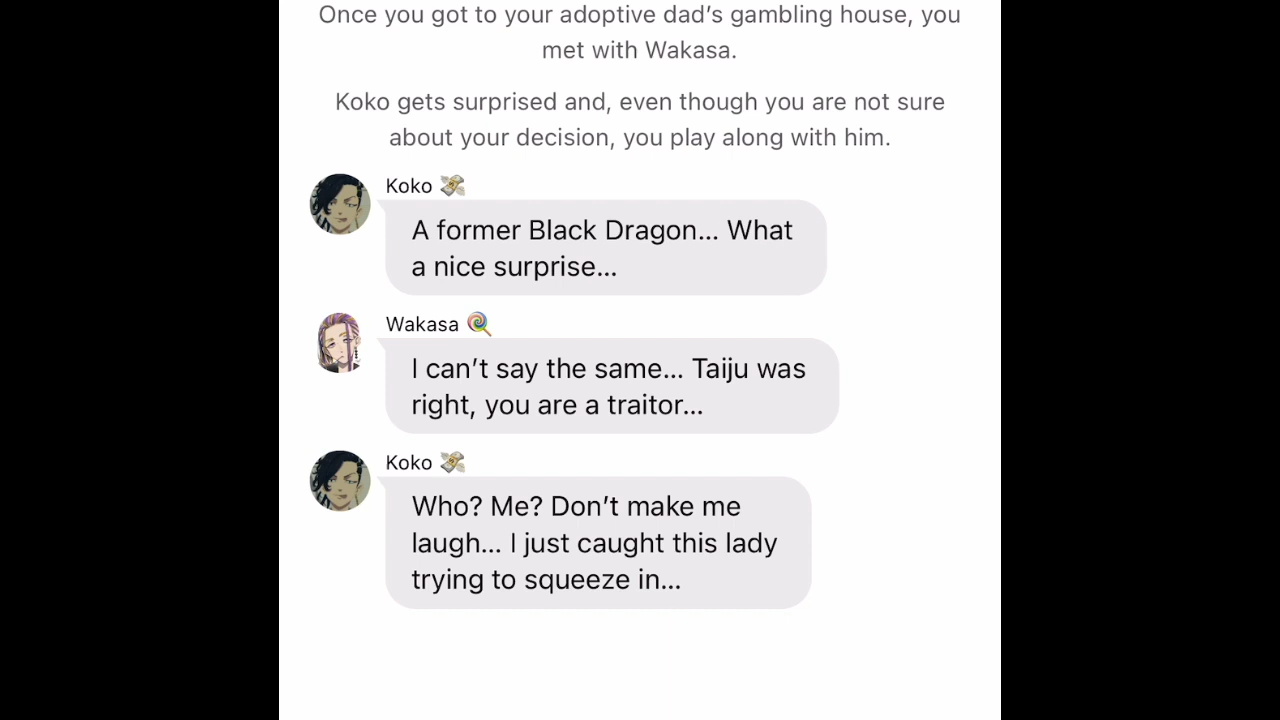 Once you got to your adoptive dad’s gambling house, you
met with Wakasa.
Koko gets surprised and, even though you are not sure
about your decision, you play along with him.
Koko 💸
A former Black Dragon... What
a nice surprise...
Wakasa 🍭
I can’t say the same... Taiju was
right, you are a traitor...
Koko 💸
Who? Me? Don’t make me
laugh... I just caught this lady
trying to squeeze in...